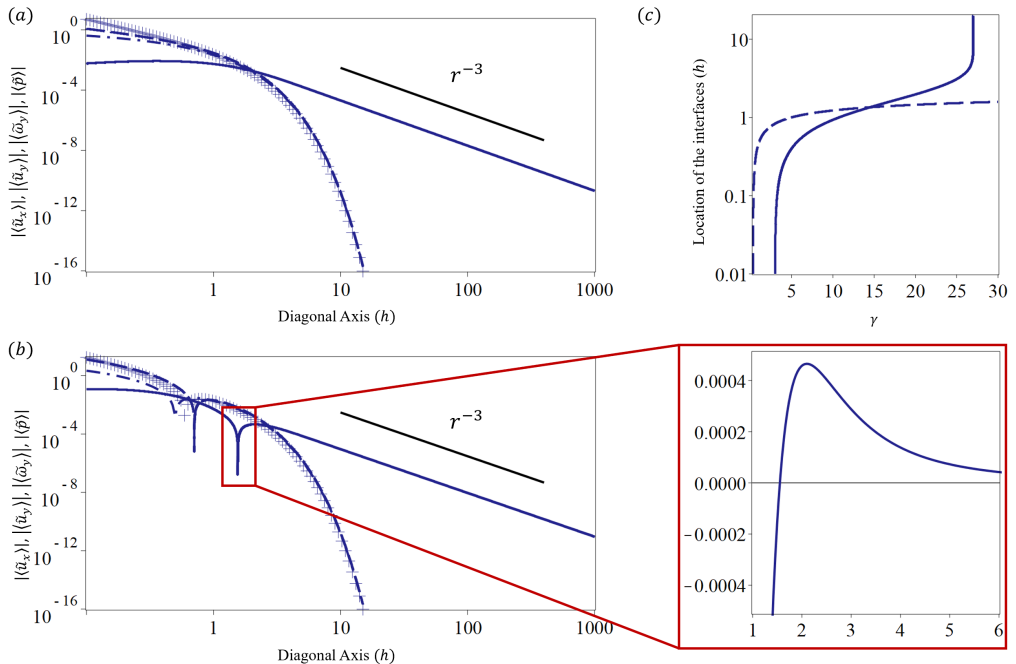 (a)
|⟨ũ_x⟩|, |⟨ũ_y⟩|, |⟨ω̃_y⟩|, |⟨p̃⟩|
10^0
10^-4
10^-8
10^-12
10^-16
r^-3
1 10 100 1000
Diagonal Axis (h)
(c)
Location of the interfaces (h)
10
1
0.1
0.01
5 10 15 20 25 30
γ
(b)
|⟨ũ_x⟩|, |⟨ũ_y⟩|, |⟨ω̃_y⟩|, |⟨p̃⟩|
10^0
10^-4
10^-8
10^-12
10^-16
r^-3
1 10 100 1000
Diagonal Axis (h)
0.0004
0.0002
0.0000
−0.0002
−0.0004
1 2 3 4 5 6